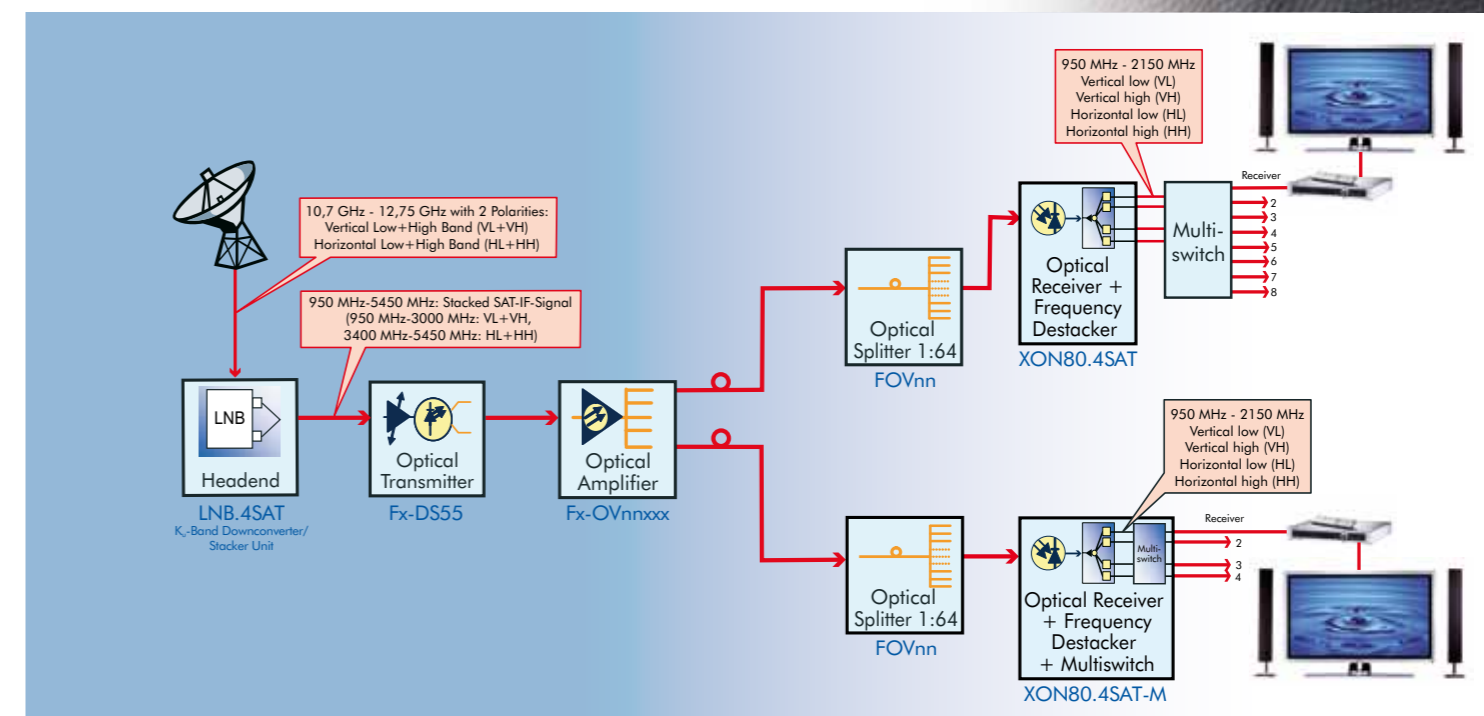 10,7 GHz - 12,75 GHz with 2 Polarities:
Vertical Low+High Band (VL+VH)
Horizontal Low+High Band (HL+HH)
950 MHz-5450 MHz: Stacked SAT-IF-Signal
(950 MHz-3000 MHz: VL+VH,
3400 MHz-5450 MHz: HL+HH)
LNB
Headend
LNB.4SAT
Ku-Band Downconverter/
Stacker Unit
Optical
Transmitter
Fx-DS55
Optical
Amplifier
Fx-OVnnxxx
Optical
Splitter 1:64
FOVnn
950 MHz - 2150 MHz
Vertical low (VL)
Vertical high (VH)
Horizontal low (HL)
Horizontal high (HH)
Optical
Receiver +
Frequency
Destacker
XON80.4SAT
Multi-
switch
Receiver
2
3
4
5
6
7
8
Optical
Splitter 1:64
FOVnn
950 MHz - 2150 MHz
Vertical low (VL)
Vertical high (VH)
Horizontal low (HL)
Horizontal high (HH)
Multi-
switch
Optical Receiver
+ Frequency
Destacker
+ Multiswitch
XON80.4SAT-M
Receiver
2
3
4